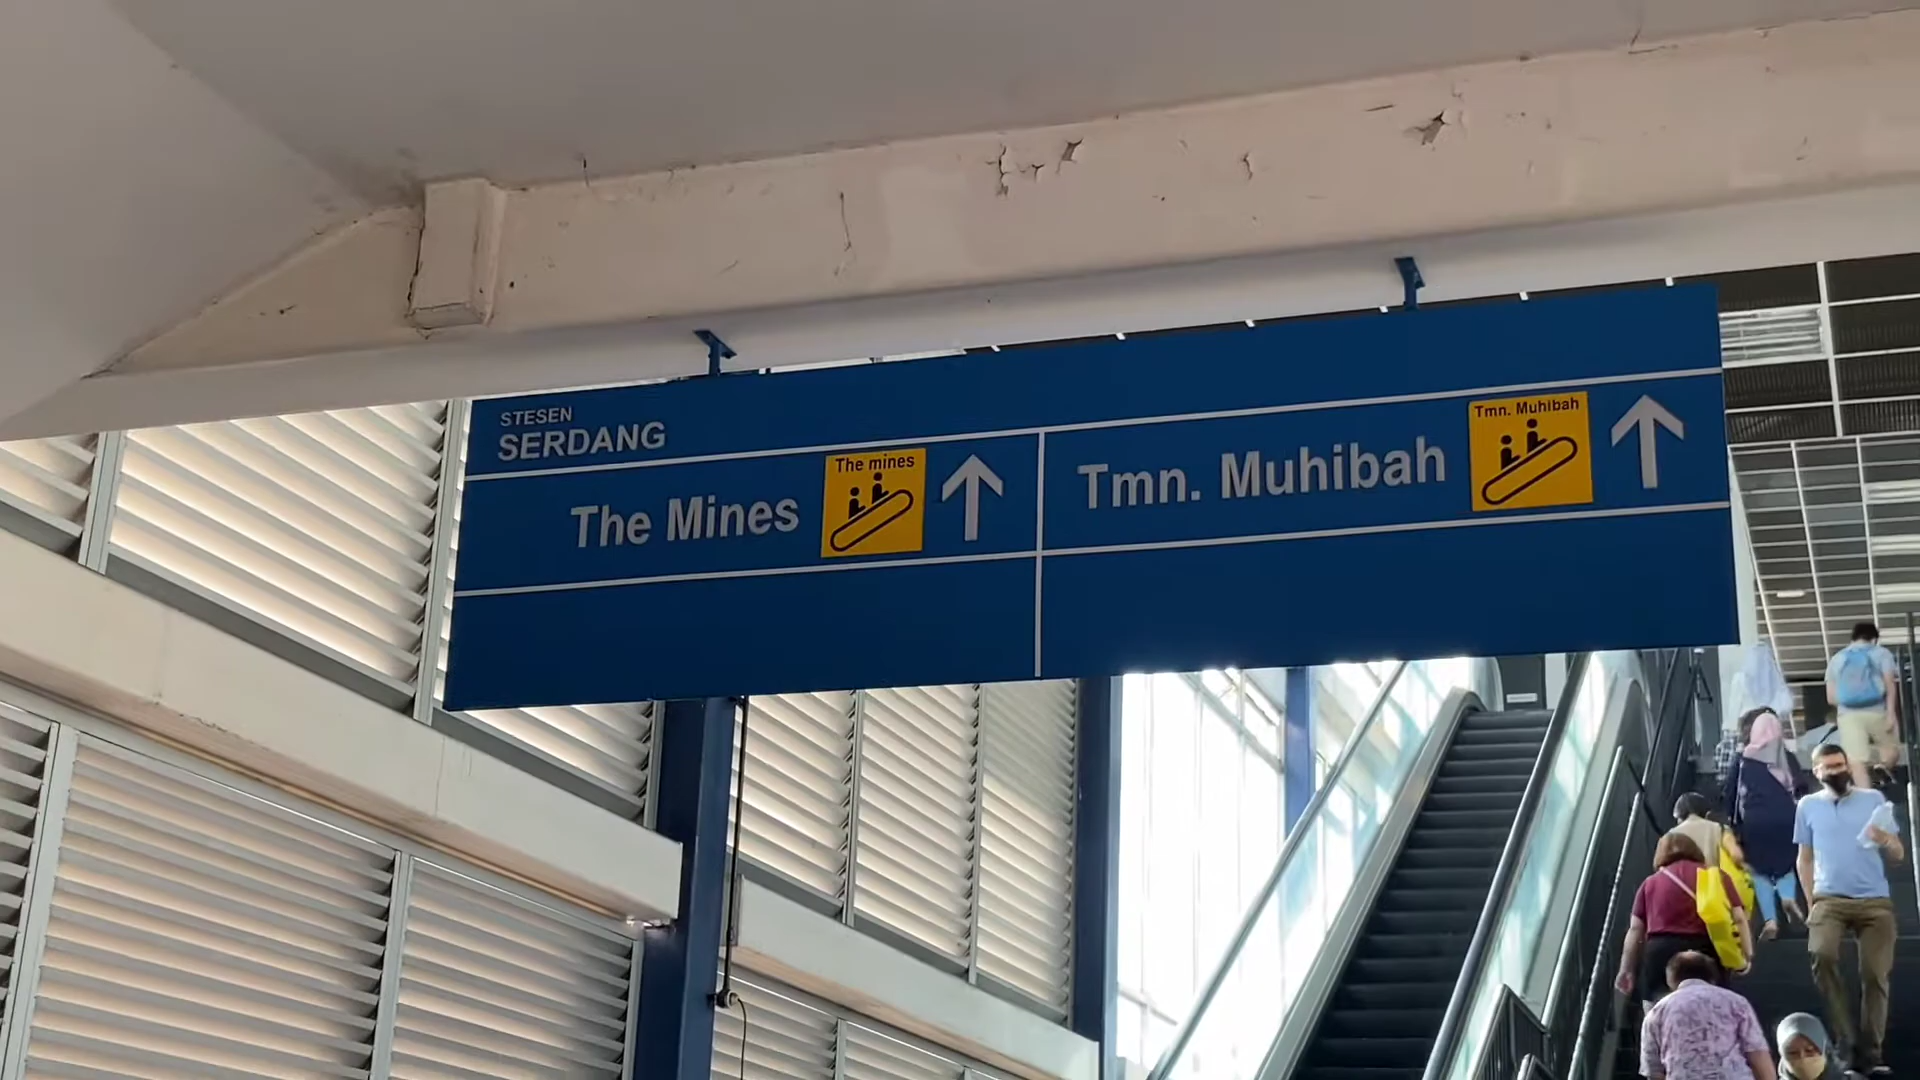 STESEN
SERDANG
The Mines
The mines
Tmn. Muhibah
Tmn. Muhibah